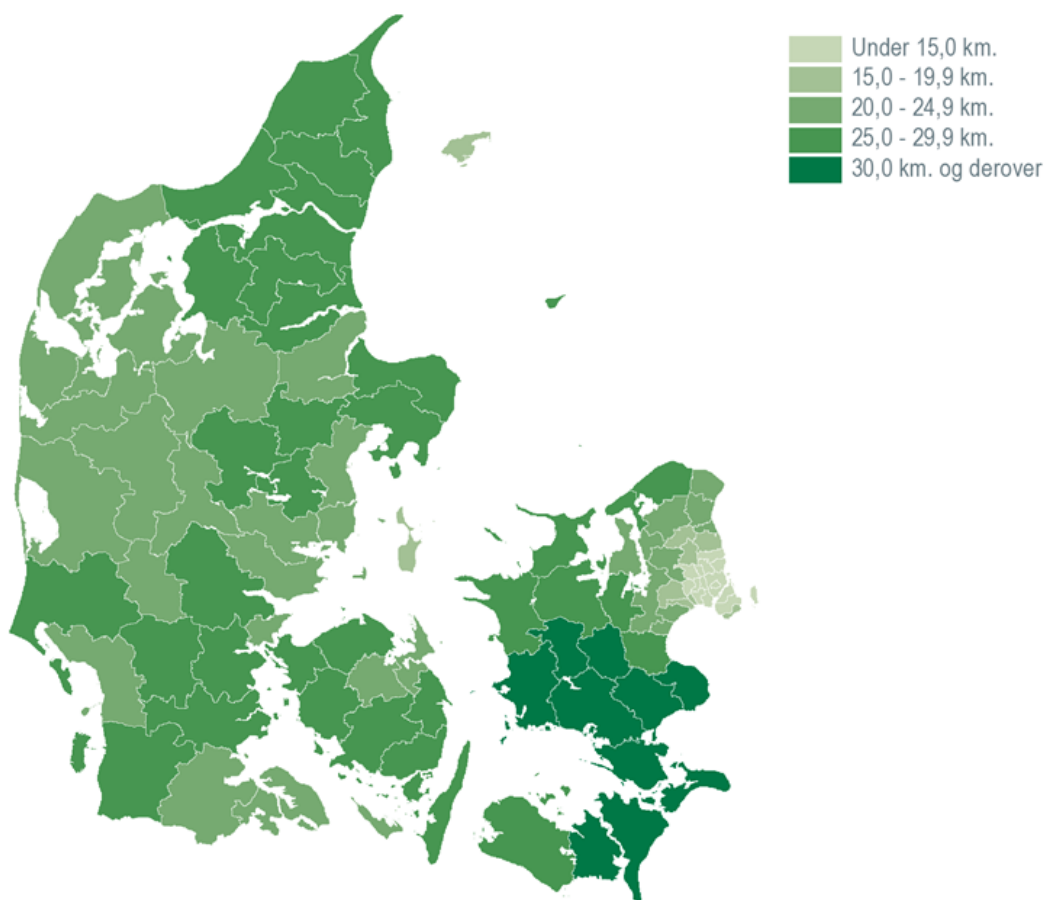 Under 15,0 km.
15,0 - 19,9 km.
20,0 - 24,9 km.
25,0 - 29,9 km.
30,0 km. og derover